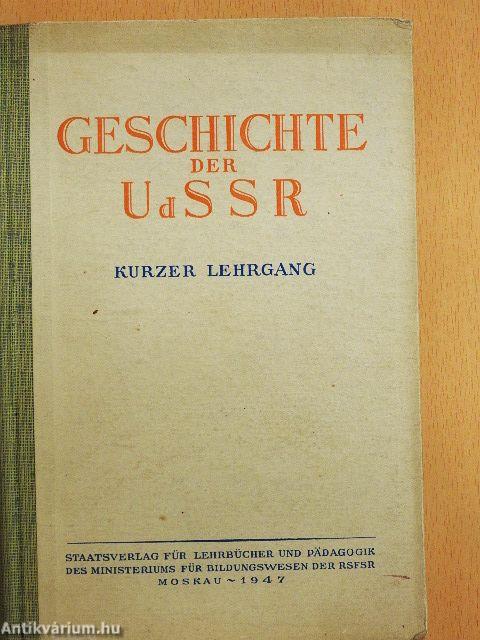 GESCHICHTE
DER
UdSSR
KURZER LEHRGANG
STAATSVERLAG FÜR LEHRBÜCHER UND PÄDAGOGIK
DES MINISTERIUMS FÜR BILDUNGSWESEN DER RSFSR
MOSKAU ~ 1947
Antikvárium.hu